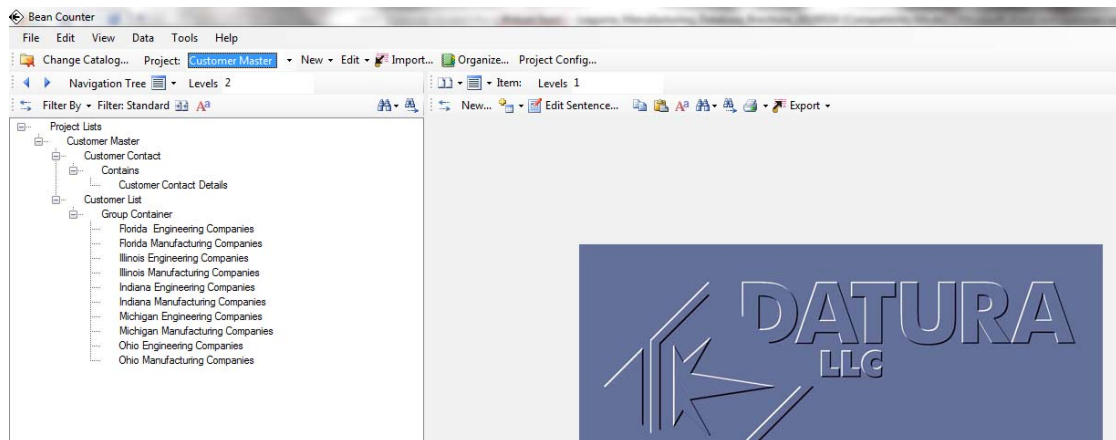 Bean Counter
File Edit View Data Tools Help
Change Catalog... Project: Customer Master New Edit Import... Organize... Project Config...
Navigation Tree Levels 2 Item: Levels 1
Filter By Filter: Standard Aa New... Edit Sentence... Aa Export
Project Lists
Customer Master
Customer Contact
Contains
Customer Contact Details
Customer List
Group Container
Florida Engineering Companies
Florida Manufacturing Companies
Illinois Engineering Companies
Illinois Manufacturing Companies
Indiana Engineering Companies
Indiana Manufacturing Companies
Michigan Engineering Companies
Michigan Manufacturing Companies
Ohio Engineering Companies
Ohio Manufacturing Companies
DATURA
LLC